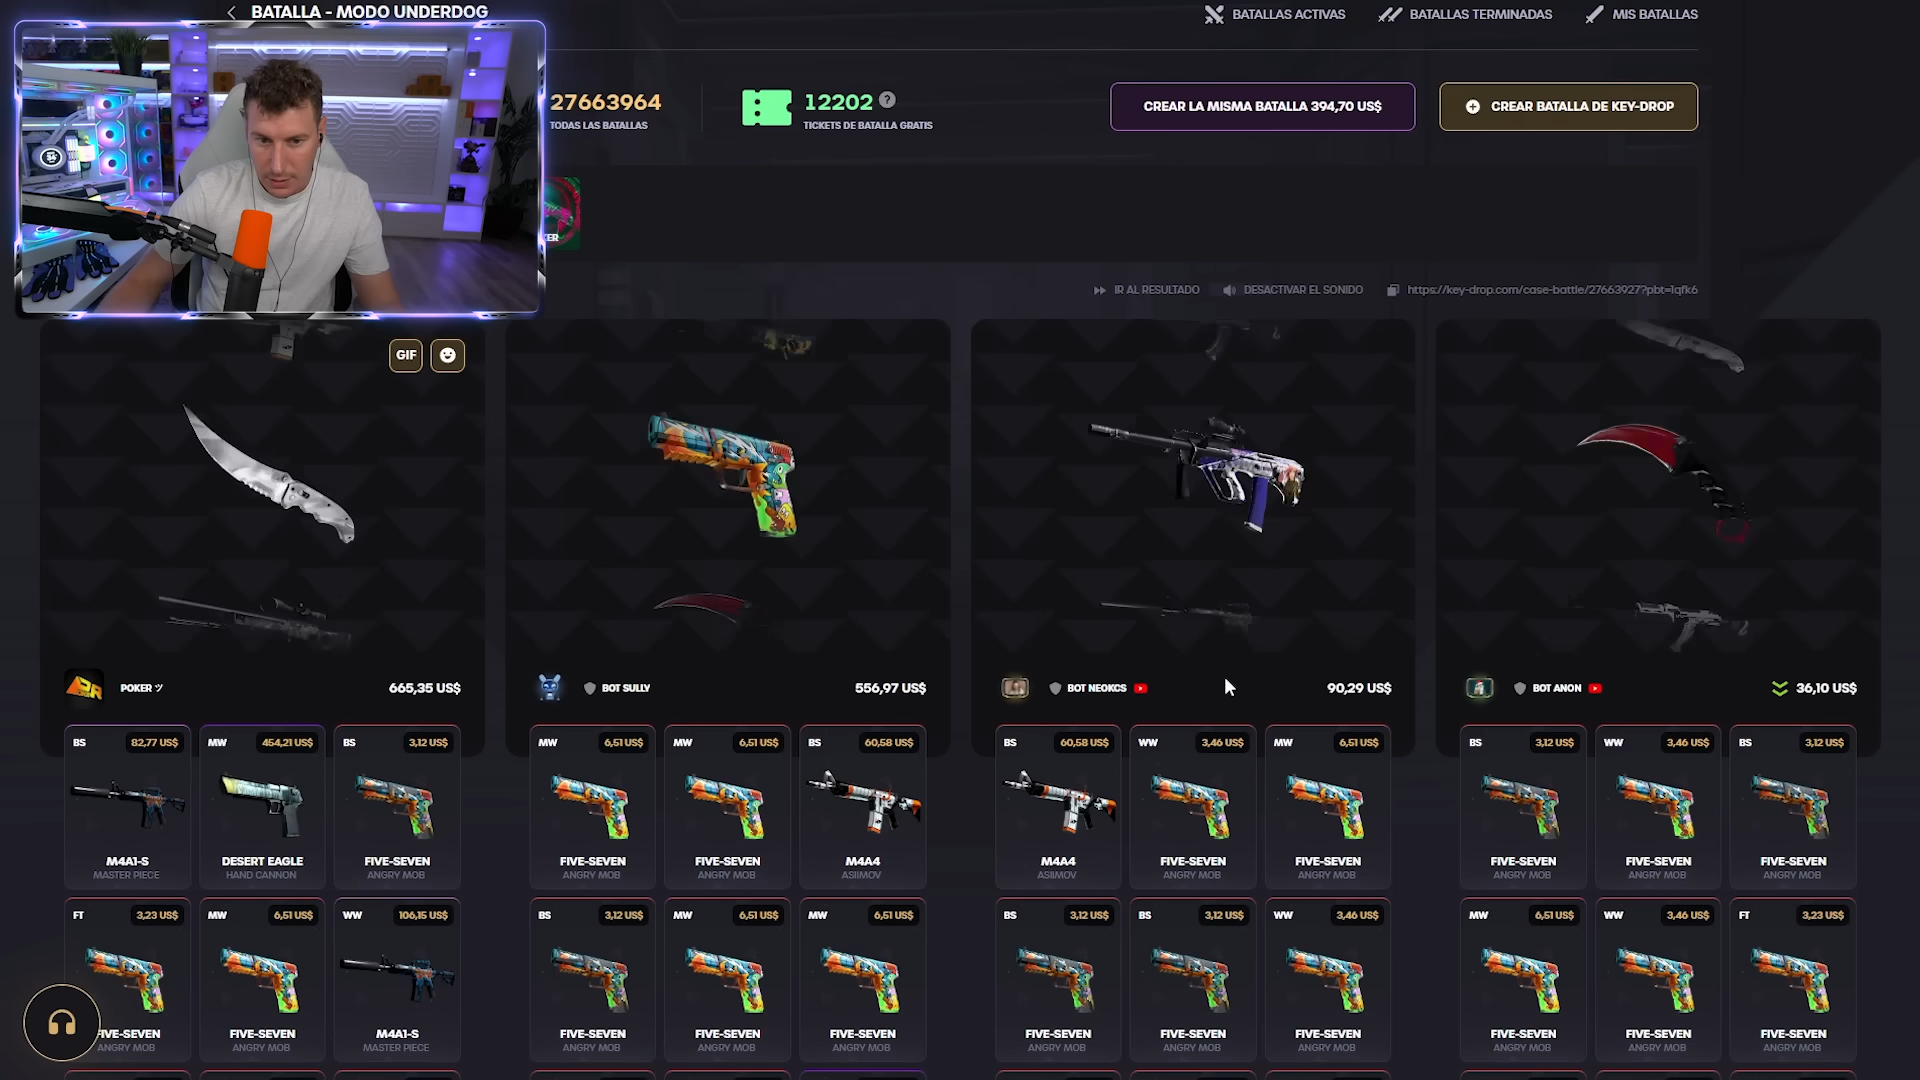 BATALLA - MODO UNDERDOG
BATALLAS ACTIVAS
BATALLAS TERMINADAS
MIS BATALLAS
27663964
TODAS LAS BATALLAS
12202 ?
TICKETS DE BATALLA GRATIS
CREAR LA MISMA BATALLA 394,70 US$
CREAR BATALLA DE KEY-DROP
IR AL RESULTADO
DESACTIVAR EL SONIDO
https://key-drop.com/case-battle/27663927?pbt=1qfk6
GIF
POKER ツ
665,35 US$
BOT SULLY
556,97 US$
BOT NEOKCS
90,29 US$
BOT ANON
36,10 US$
BS 82,77 US$
MW 454,21 US$
BS 3,12 US$
MW 6,51 US$
MW 6,51 US$
BS 60,58 US$
BS 60,58 US$
WW 3,46 US$
MW 6,51 US$
BS 3,12 US$
WW 3,46 US$
BS 3,12 US$
M4A1-S
MASTER PIECE
DESERT EAGLE
HAND CANNON
FIVE-SEVEN
ANGRY MOB
FIVE-SEVEN
ANGRY MOB
FIVE-SEVEN
ANGRY MOB
M4A4
ASIIMOV
M4A4
ASIIMOV
FIVE-SEVEN
ANGRY MOB
FIVE-SEVEN
ANGRY MOB
FIVE-SEVEN
ANGRY MOB
FIVE-SEVEN
ANGRY MOB
FIVE-SEVEN
ANGRY MOB
FT 3,23 US$
MW 6,51 US$
WW 106,15 US$
BS 3,12 US$
MW 6,51 US$
MW 6,51 US$
BS 3,12 US$
BS 3,12 US$
WW 3,46 US$
MW 6,51 US$
WW 3,46 US$
FT 3,23 US$
FIVE-SEVEN
ANGRY MOB
FIVE-SEVEN
ANGRY MOB
M4A1-S
MASTER PIECE
FIVE-SEVEN
ANGRY MOB
FIVE-SEVEN
ANGRY MOB
FIVE-SEVEN
ANGRY MOB
FIVE-SEVEN
ANGRY MOB
FIVE-SEVEN
ANGRY MOB
FIVE-SEVEN
ANGRY MOB
FIVE-SEVEN
ANGRY MOB
FIVE-SEVEN
ANGRY MOB
FIVE-SEVEN
ANGRY MOB